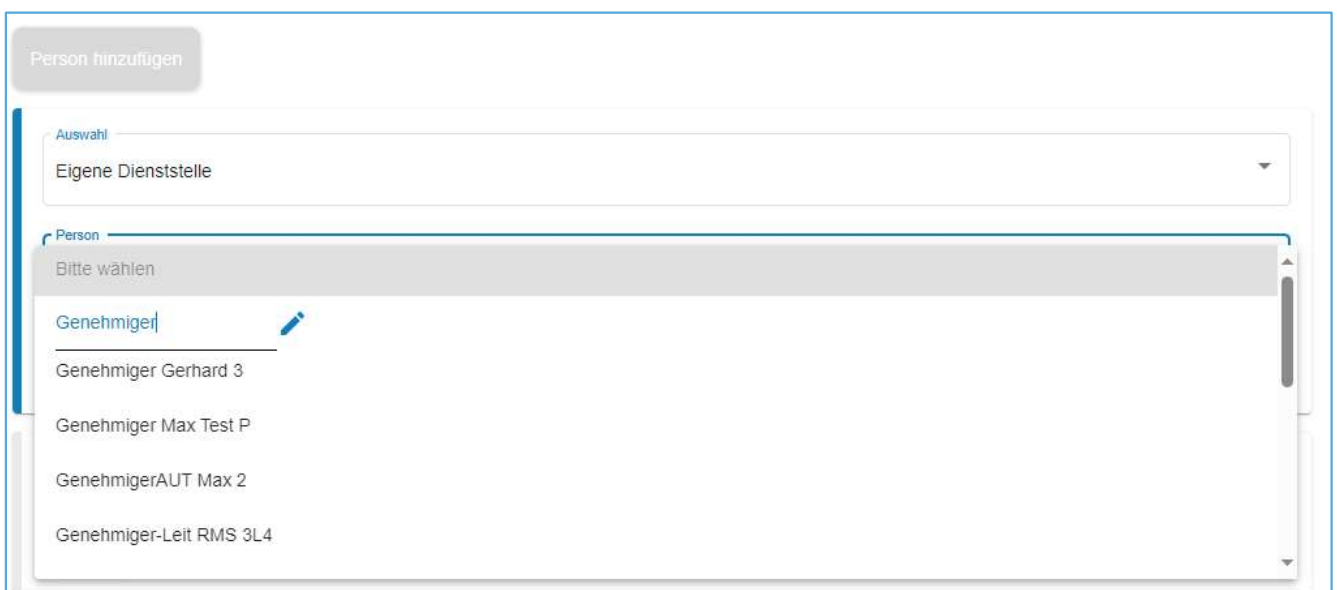 Person hinzufügen
Auswahl
Eigene Dienststelle
Person
Bitte wählen
Genehmiger
Genehmiger Gerhard 3
Genehmiger Max Test P
GenehmigerAUT Max 2
Genehmiger-Leit RMS 3L4